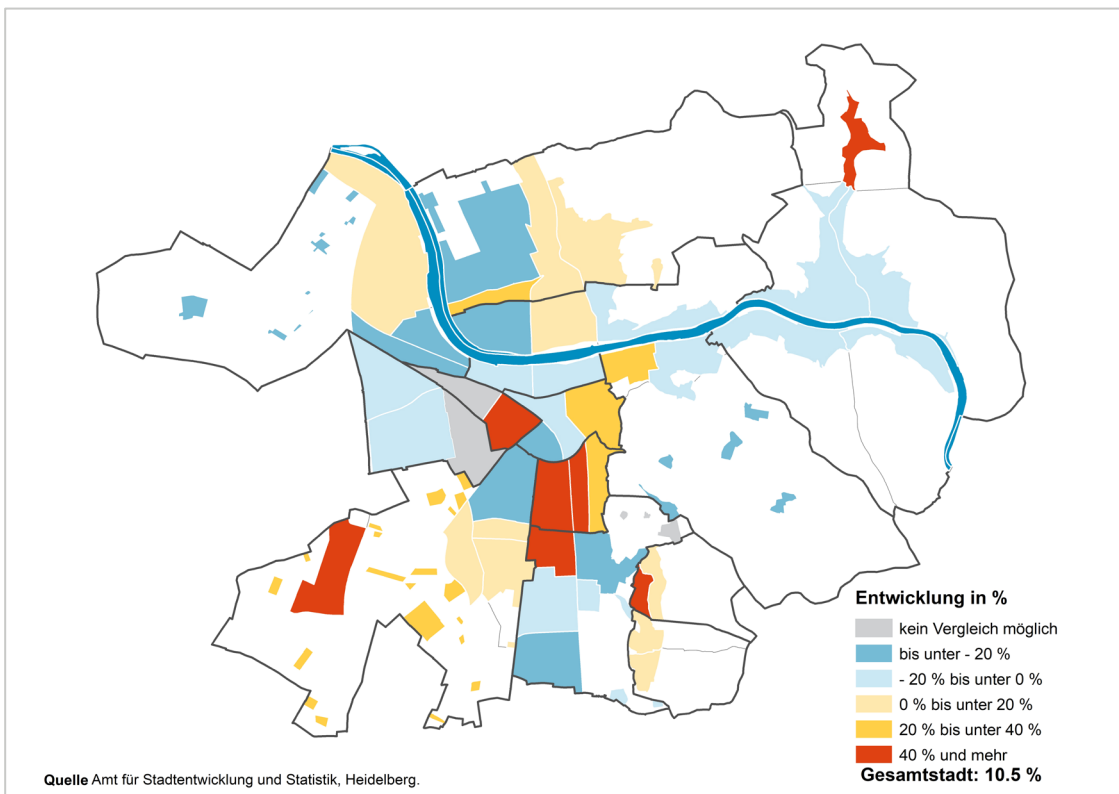 Entwicklung in %
kein Vergleich möglich
bis unter - 20 %
- 20 % bis unter 0 %
0 % bis unter 20 %
20 % bis unter 40 %
40 % und mehr
Gesamtstadt: 10.5 %
Quelle Amt für Stadtentwicklung und Statistik, Heidelberg.